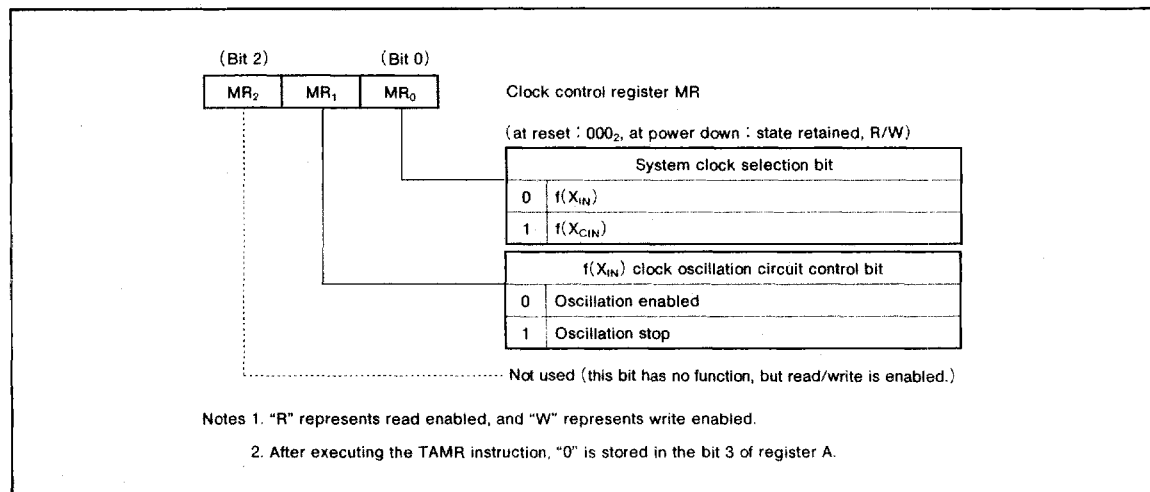 (Bit 2) (Bit 0)
MR₂ MR₁ MR₀ Clock control register MR
(at reset : 000₂, at power down : state retained, R/W)
System clock selection bit
0 f(X_IN)
1 f(X_CIN)
f(X_IN) clock oscillation circuit control bit
0 Oscillation enabled
1 Oscillation stop
Not used (this bit has no function, but read/write is enabled.)
Notes 1. “R” represents read enabled, and “W” represents write enabled.
2. After executing the TAMR instruction, “0” is stored in the bit 3 of register A.